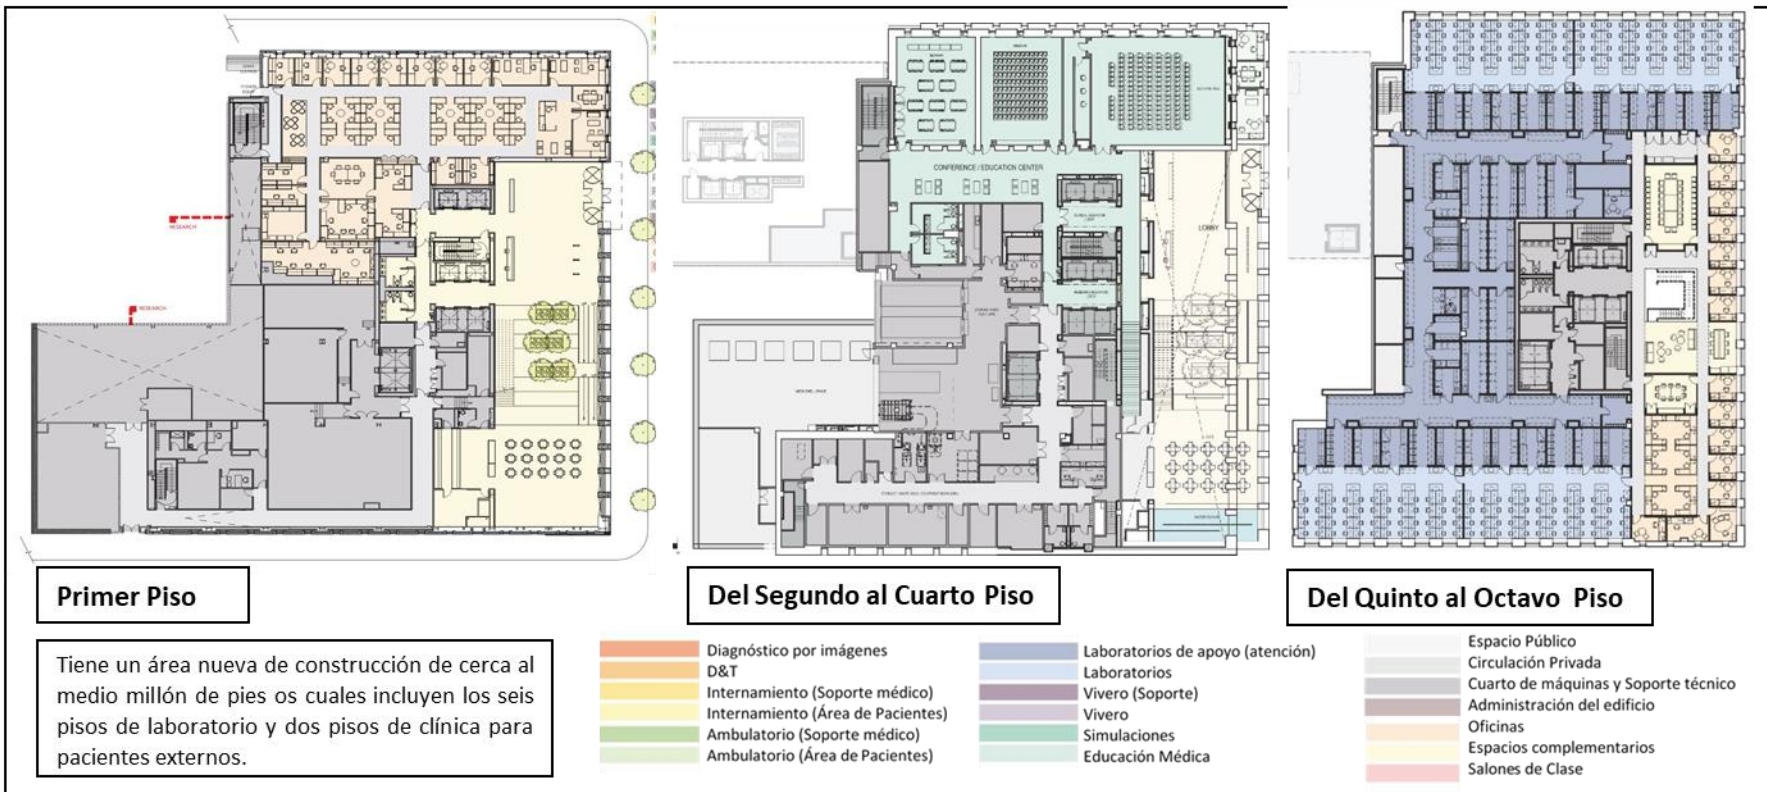 RESEARCH
RESEARCH
CONFERENCE / EDUCATION CENTER
LOBBY
Primer Piso
Del Segundo al Cuarto Piso
Del Quinto al Octavo Piso
Tiene un área nueva de construcción de cerca al
medio millón de pies os cuales incluyen los seis
pisos de laboratorio y dos pisos de clínica para
pacientes externos.
Diagnóstico por imágenes
D&T
Internamiento (Soporte médico)
Internamiento (Área de Pacientes)
Ambulatorio (Soporte médico)
Ambulatorio (Área de Pacientes)
Laboratorios de apoyo (atención)
Laboratorios
Vivero (Soporte)
Vivero
Simulaciones
Educación Médica
Espacio Público
Circulación Privada
Cuarto de máquinas y Soporte técnico
Administración del edificio
Oficinas
Espacios complementarios
Salones de Clase